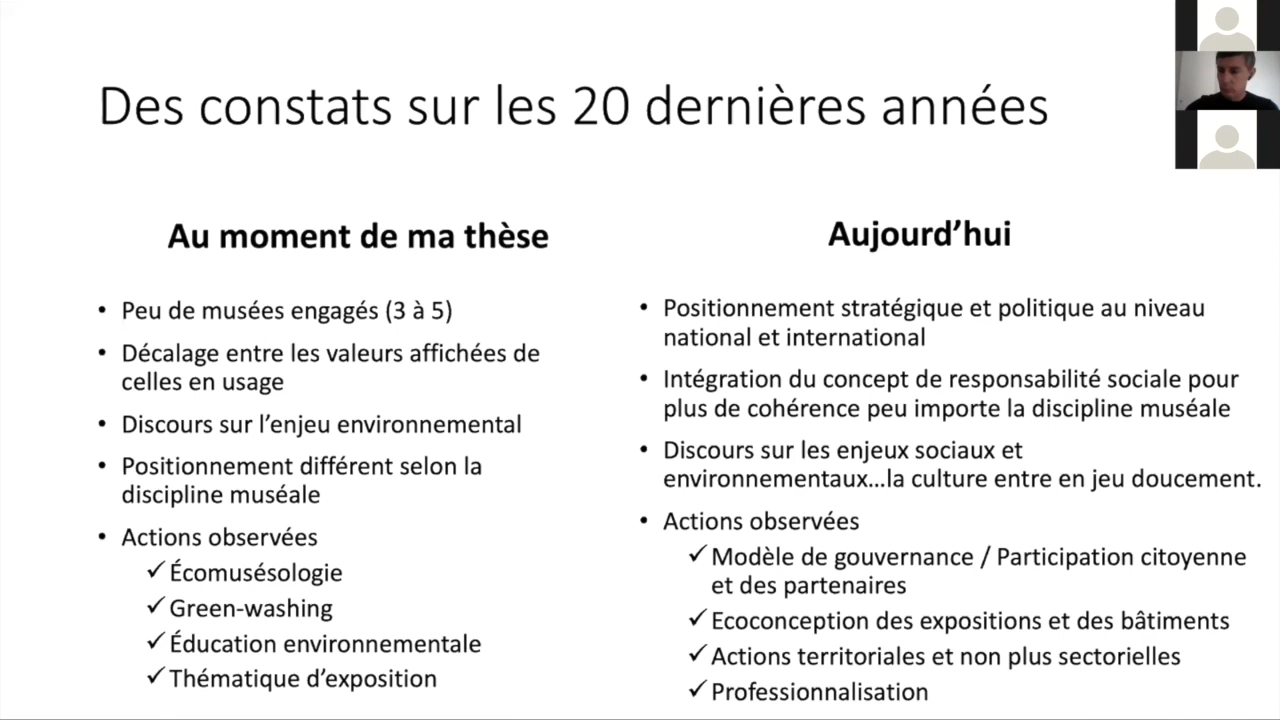 Des constats sur les 20 dernières années
Au moment de ma thèse
• Peu de musées engagés (3 à 5)
• Décalage entre les valeurs affichées de
celles en usage
• Discours sur l’enjeu environnemental
• Positionnement différent selon la
discipline muséale
• Actions observées
✓ Écomusésologie
✓ Green-washing
✓ Éducation environnementale
✓ Thématique d’exposition
Aujourd’hui
• Positionnement stratégique et politique au niveau
national et international
• Intégration du concept de responsabilité sociale pour
plus de cohérence peu importe la discipline muséale
• Discours sur les enjeux sociaux et
environnementaux...la culture entre en jeu doucement.
• Actions observées
✓ Modèle de gouvernance / Participation citoyenne
et des partenaires
✓ Ecoconception des expositions et des bâtiments
✓ Actions territoriales et non plus sectorielles
✓ Professionnalisation